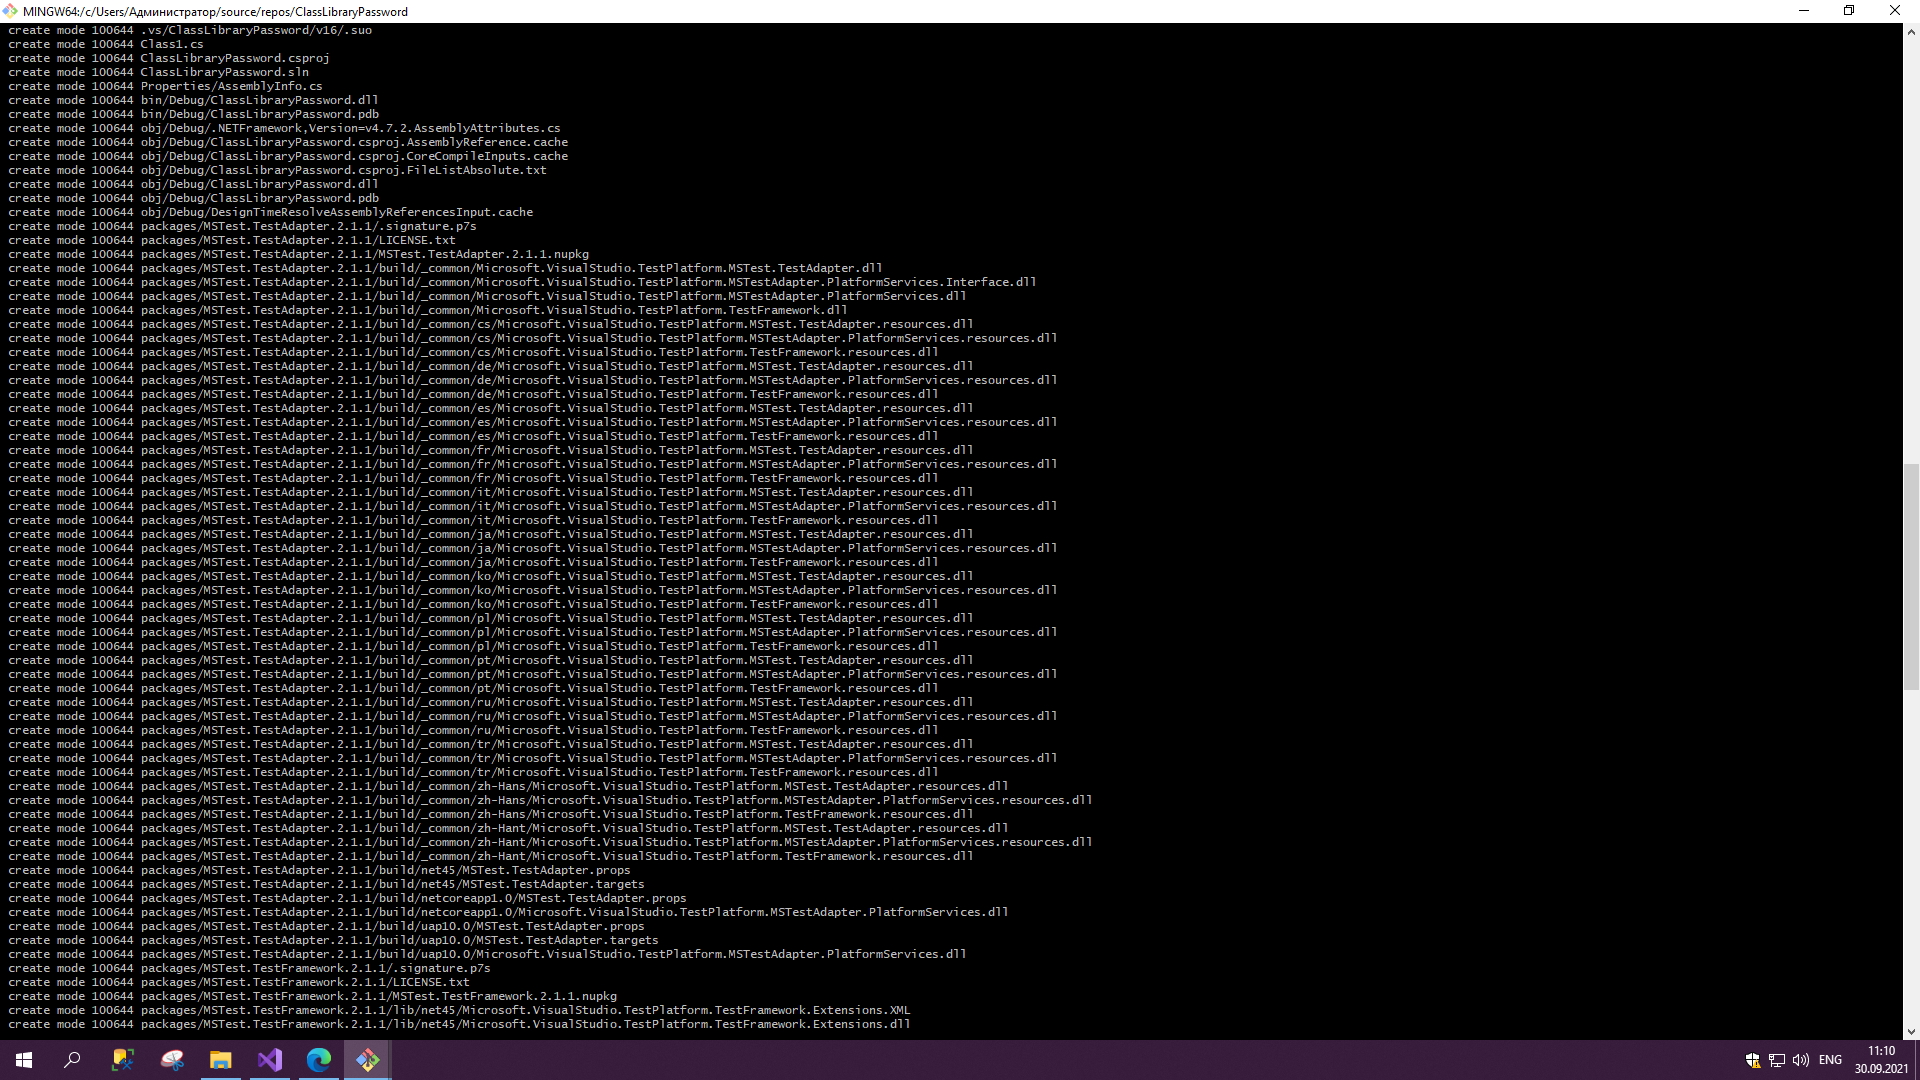 MINGW64:/c/Users/Администратор/source/repos/ClassLibraryPassword
create mode 100644 .vs/ClassLibraryPassword/v16/.suo
create mode 100644 Class1.cs
create mode 100644 ClassLibraryPassword.csproj
create mode 100644 ClassLibraryPassword.sln
create mode 100644 Properties/AssemblyInfo.cs
create mode 100644 bin/Debug/ClassLibraryPassword.dll
create mode 100644 bin/Debug/ClassLibraryPassword.pdb
create mode 100644 obj/Debug/.NETFramework,Version=v4.7.2.AssemblyAttributes.cs
create mode 100644 obj/Debug/ClassLibraryPassword.csproj.AssemblyReference.cache
create mode 100644 obj/Debug/ClassLibraryPassword.csproj.CoreCompileInputs.cache
create mode 100644 obj/Debug/ClassLibraryPassword.csproj.FileListAbsolute.txt
create mode 100644 obj/Debug/ClassLibraryPassword.dll
create mode 100644 obj/Debug/ClassLibraryPassword.pdb
create mode 100644 obj/Debug/DesignTimeResolveAssemblyReferencesInput.cache
create mode 100644 packages/MSTest.TestAdapter.2.1.1/.signature.p7s
create mode 100644 packages/MSTest.TestAdapter.2.1.1/LICENSE.txt
create mode 100644 packages/MSTest.TestAdapter.2.1.1/MSTest.TestAdapter.2.1.1.nupkg
create mode 100644 packages/MSTest.TestAdapter.2.1.1/build/_common/Microsoft.VisualStudio.TestPlatform.MSTest.TestAdapter.dll
create mode 100644 packages/MSTest.TestAdapter.2.1.1/build/_common/Microsoft.VisualStudio.TestPlatform.MSTestAdapter.PlatformServices.Interface.dll
create mode 100644 packages/MSTest.TestAdapter.2.1.1/build/_common/Microsoft.VisualStudio.TestPlatform.MSTestAdapter.PlatformServices.dll
create mode 100644 packages/MSTest.TestAdapter.2.1.1/build/_common/Microsoft.VisualStudio.TestPlatform.TestFramework.dll
create mode 100644 packages/MSTest.TestAdapter.2.1.1/build/_common/cs/Microsoft.VisualStudio.TestPlatform.MSTest.TestAdapter.resources.dll
create mode 100644 packages/MSTest.TestAdapter.2.1.1/build/_common/cs/Microsoft.VisualStudio.TestPlatform.MSTestAdapter.PlatformServices.resources.dll
create mode 100644 packages/MSTest.TestAdapter.2.1.1/build/_common/cs/Microsoft.VisualStudio.TestPlatform.TestFramework.resources.dll
create mode 100644 packages/MSTest.TestAdapter.2.1.1/build/_common/de/Microsoft.VisualStudio.TestPlatform.MSTest.TestAdapter.resources.dll
create mode 100644 packages/MSTest.TestAdapter.2.1.1/build/_common/de/Microsoft.VisualStudio.TestPlatform.MSTestAdapter.PlatformServices.resources.dll
create mode 100644 packages/MSTest.TestAdapter.2.1.1/build/_common/de/Microsoft.VisualStudio.TestPlatform.TestFramework.resources.dll
create mode 100644 packages/MSTest.TestAdapter.2.1.1/build/_common/es/Microsoft.VisualStudio.TestPlatform.MSTest.TestAdapter.resources.dll
create mode 100644 packages/MSTest.TestAdapter.2.1.1/build/_common/es/Microsoft.VisualStudio.TestPlatform.MSTestAdapter.PlatformServices.resources.dll
create mode 100644 packages/MSTest.TestAdapter.2.1.1/build/_common/es/Microsoft.VisualStudio.TestPlatform.TestFramework.resources.dll
create mode 100644 packages/MSTest.TestAdapter.2.1.1/build/_common/fr/Microsoft.VisualStudio.TestPlatform.MSTest.TestAdapter.resources.dll
create mode 100644 packages/MSTest.TestAdapter.2.1.1/build/_common/fr/Microsoft.VisualStudio.TestPlatform.MSTestAdapter.PlatformServices.resources.dll
create mode 100644 packages/MSTest.TestAdapter.2.1.1/build/_common/fr/Microsoft.VisualStudio.TestPlatform.TestFramework.resources.dll
create mode 100644 packages/MSTest.TestAdapter.2.1.1/build/_common/it/Microsoft.VisualStudio.TestPlatform.MSTest.TestAdapter.resources.dll
create mode 100644 packages/MSTest.TestAdapter.2.1.1/build/_common/it/Microsoft.VisualStudio.TestPlatform.MSTestAdapter.PlatformServices.resources.dll
create mode 100644 packages/MSTest.TestAdapter.2.1.1/build/_common/it/Microsoft.VisualStudio.TestPlatform.TestFramework.resources.dll
create mode 100644 packages/MSTest.TestAdapter.2.1.1/build/_common/ja/Microsoft.VisualStudio.TestPlatform.MSTest.TestAdapter.resources.dll
create mode 100644 packages/MSTest.TestAdapter.2.1.1/build/_common/ja/Microsoft.VisualStudio.TestPlatform.MSTestAdapter.PlatformServices.resources.dll
create mode 100644 packages/MSTest.TestAdapter.2.1.1/build/_common/ja/Microsoft.VisualStudio.TestPlatform.TestFramework.resources.dll
create mode 100644 packages/MSTest.TestAdapter.2.1.1/build/_common/ko/Microsoft.VisualStudio.TestPlatform.MSTest.TestAdapter.resources.dll
create mode 100644 packages/MSTest.TestAdapter.2.1.1/build/_common/ko/Microsoft.VisualStudio.TestPlatform.MSTestAdapter.PlatformServices.resources.dll
create mode 100644 packages/MSTest.TestAdapter.2.1.1/build/_common/ko/Microsoft.VisualStudio.TestPlatform.TestFramework.resources.dll
create mode 100644 packages/MSTest.TestAdapter.2.1.1/build/_common/pl/Microsoft.VisualStudio.TestPlatform.MSTest.TestAdapter.resources.dll
create mode 100644 packages/MSTest.TestAdapter.2.1.1/build/_common/pl/Microsoft.VisualStudio.TestPlatform.MSTestAdapter.PlatformServices.resources.dll
create mode 100644 packages/MSTest.TestAdapter.2.1.1/build/_common/pl/Microsoft.VisualStudio.TestPlatform.TestFramework.resources.dll
create mode 100644 packages/MSTest.TestAdapter.2.1.1/build/_common/pt/Microsoft.VisualStudio.TestPlatform.MSTest.TestAdapter.resources.dll
create mode 100644 packages/MSTest.TestAdapter.2.1.1/build/_common/pt/Microsoft.VisualStudio.TestPlatform.MSTestAdapter.PlatformServices.resources.dll
create mode 100644 packages/MSTest.TestAdapter.2.1.1/build/_common/pt/Microsoft.VisualStudio.TestPlatform.TestFramework.resources.dll
create mode 100644 packages/MSTest.TestAdapter.2.1.1/build/_common/ru/Microsoft.VisualStudio.TestPlatform.MSTest.TestAdapter.resources.dll
create mode 100644 packages/MSTest.TestAdapter.2.1.1/build/_common/ru/Microsoft.VisualStudio.TestPlatform.MSTestAdapter.PlatformServices.resources.dll
create mode 100644 packages/MSTest.TestAdapter.2.1.1/build/_common/ru/Microsoft.VisualStudio.TestPlatform.TestFramework.resources.dll
create mode 100644 packages/MSTest.TestAdapter.2.1.1/build/_common/tr/Microsoft.VisualStudio.TestPlatform.MSTest.TestAdapter.resources.dll
create mode 100644 packages/MSTest.TestAdapter.2.1.1/build/_common/tr/Microsoft.VisualStudio.TestPlatform.MSTestAdapter.PlatformServices.resources.dll
create mode 100644 packages/MSTest.TestAdapter.2.1.1/build/_common/tr/Microsoft.VisualStudio.TestPlatform.TestFramework.resources.dll
create mode 100644 packages/MSTest.TestAdapter.2.1.1/build/_common/zh-Hans/Microsoft.VisualStudio.TestPlatform.MSTest.TestAdapter.resources.dll
create mode 100644 packages/MSTest.TestAdapter.2.1.1/build/_common/zh-Hans/Microsoft.VisualStudio.TestPlatform.MSTestAdapter.PlatformServices.resources.dll
create mode 100644 packages/MSTest.TestAdapter.2.1.1/build/_common/zh-Hans/Microsoft.VisualStudio.TestPlatform.TestFramework.resources.dll
create mode 100644 packages/MSTest.TestAdapter.2.1.1/build/_common/zh-Hant/Microsoft.VisualStudio.TestPlatform.MSTest.TestAdapter.resources.dll
create mode 100644 packages/MSTest.TestAdapter.2.1.1/build/_common/zh-Hant/Microsoft.VisualStudio.TestPlatform.MSTestAdapter.PlatformServices.resources.dll
create mode 100644 packages/MSTest.TestAdapter.2.1.1/build/_common/zh-Hant/Microsoft.VisualStudio.TestPlatform.TestFramework.resources.dll
create mode 100644 packages/MSTest.TestAdapter.2.1.1/build/net45/MSTest.TestAdapter.props
create mode 100644 packages/MSTest.TestAdapter.2.1.1/build/net45/MSTest.TestAdapter.targets
create mode 100644 packages/MSTest.TestAdapter.2.1.1/build/netcoreapp1.0/MSTest.TestAdapter.props
create mode 100644 packages/MSTest.TestAdapter.2.1.1/build/netcoreapp1.0/Microsoft.VisualStudio.TestPlatform.MSTestAdapter.PlatformServices.dll
create mode 100644 packages/MSTest.TestAdapter.2.1.1/build/uap10.0/MSTest.TestAdapter.props
create mode 100644 packages/MSTest.TestAdapter.2.1.1/build/uap10.0/MSTest.TestAdapter.targets
create mode 100644 packages/MSTest.TestAdapter.2.1.1/build/uap10.0/Microsoft.VisualStudio.TestPlatform.MSTestAdapter.PlatformServices.dll
create mode 100644 packages/MSTest.TestFramework.2.1.1/.signature.p7s
create mode 100644 packages/MSTest.TestFramework.2.1.1/LICENSE.txt
create mode 100644 packages/MSTest.TestFramework.2.1.1/MSTest.TestFramework.2.1.1.nupkg
create mode 100644 packages/MSTest.TestFramework.2.1.1/lib/net45/Microsoft.VisualStudio.TestPlatform.TestFramework.Extensions.XML
create mode 100644 packages/MSTest.TestFramework.2.1.1/lib/net45/Microsoft.VisualStudio.TestPlatform.TestFramework.Extensions.dll
ENG
11:10
30.09.2021